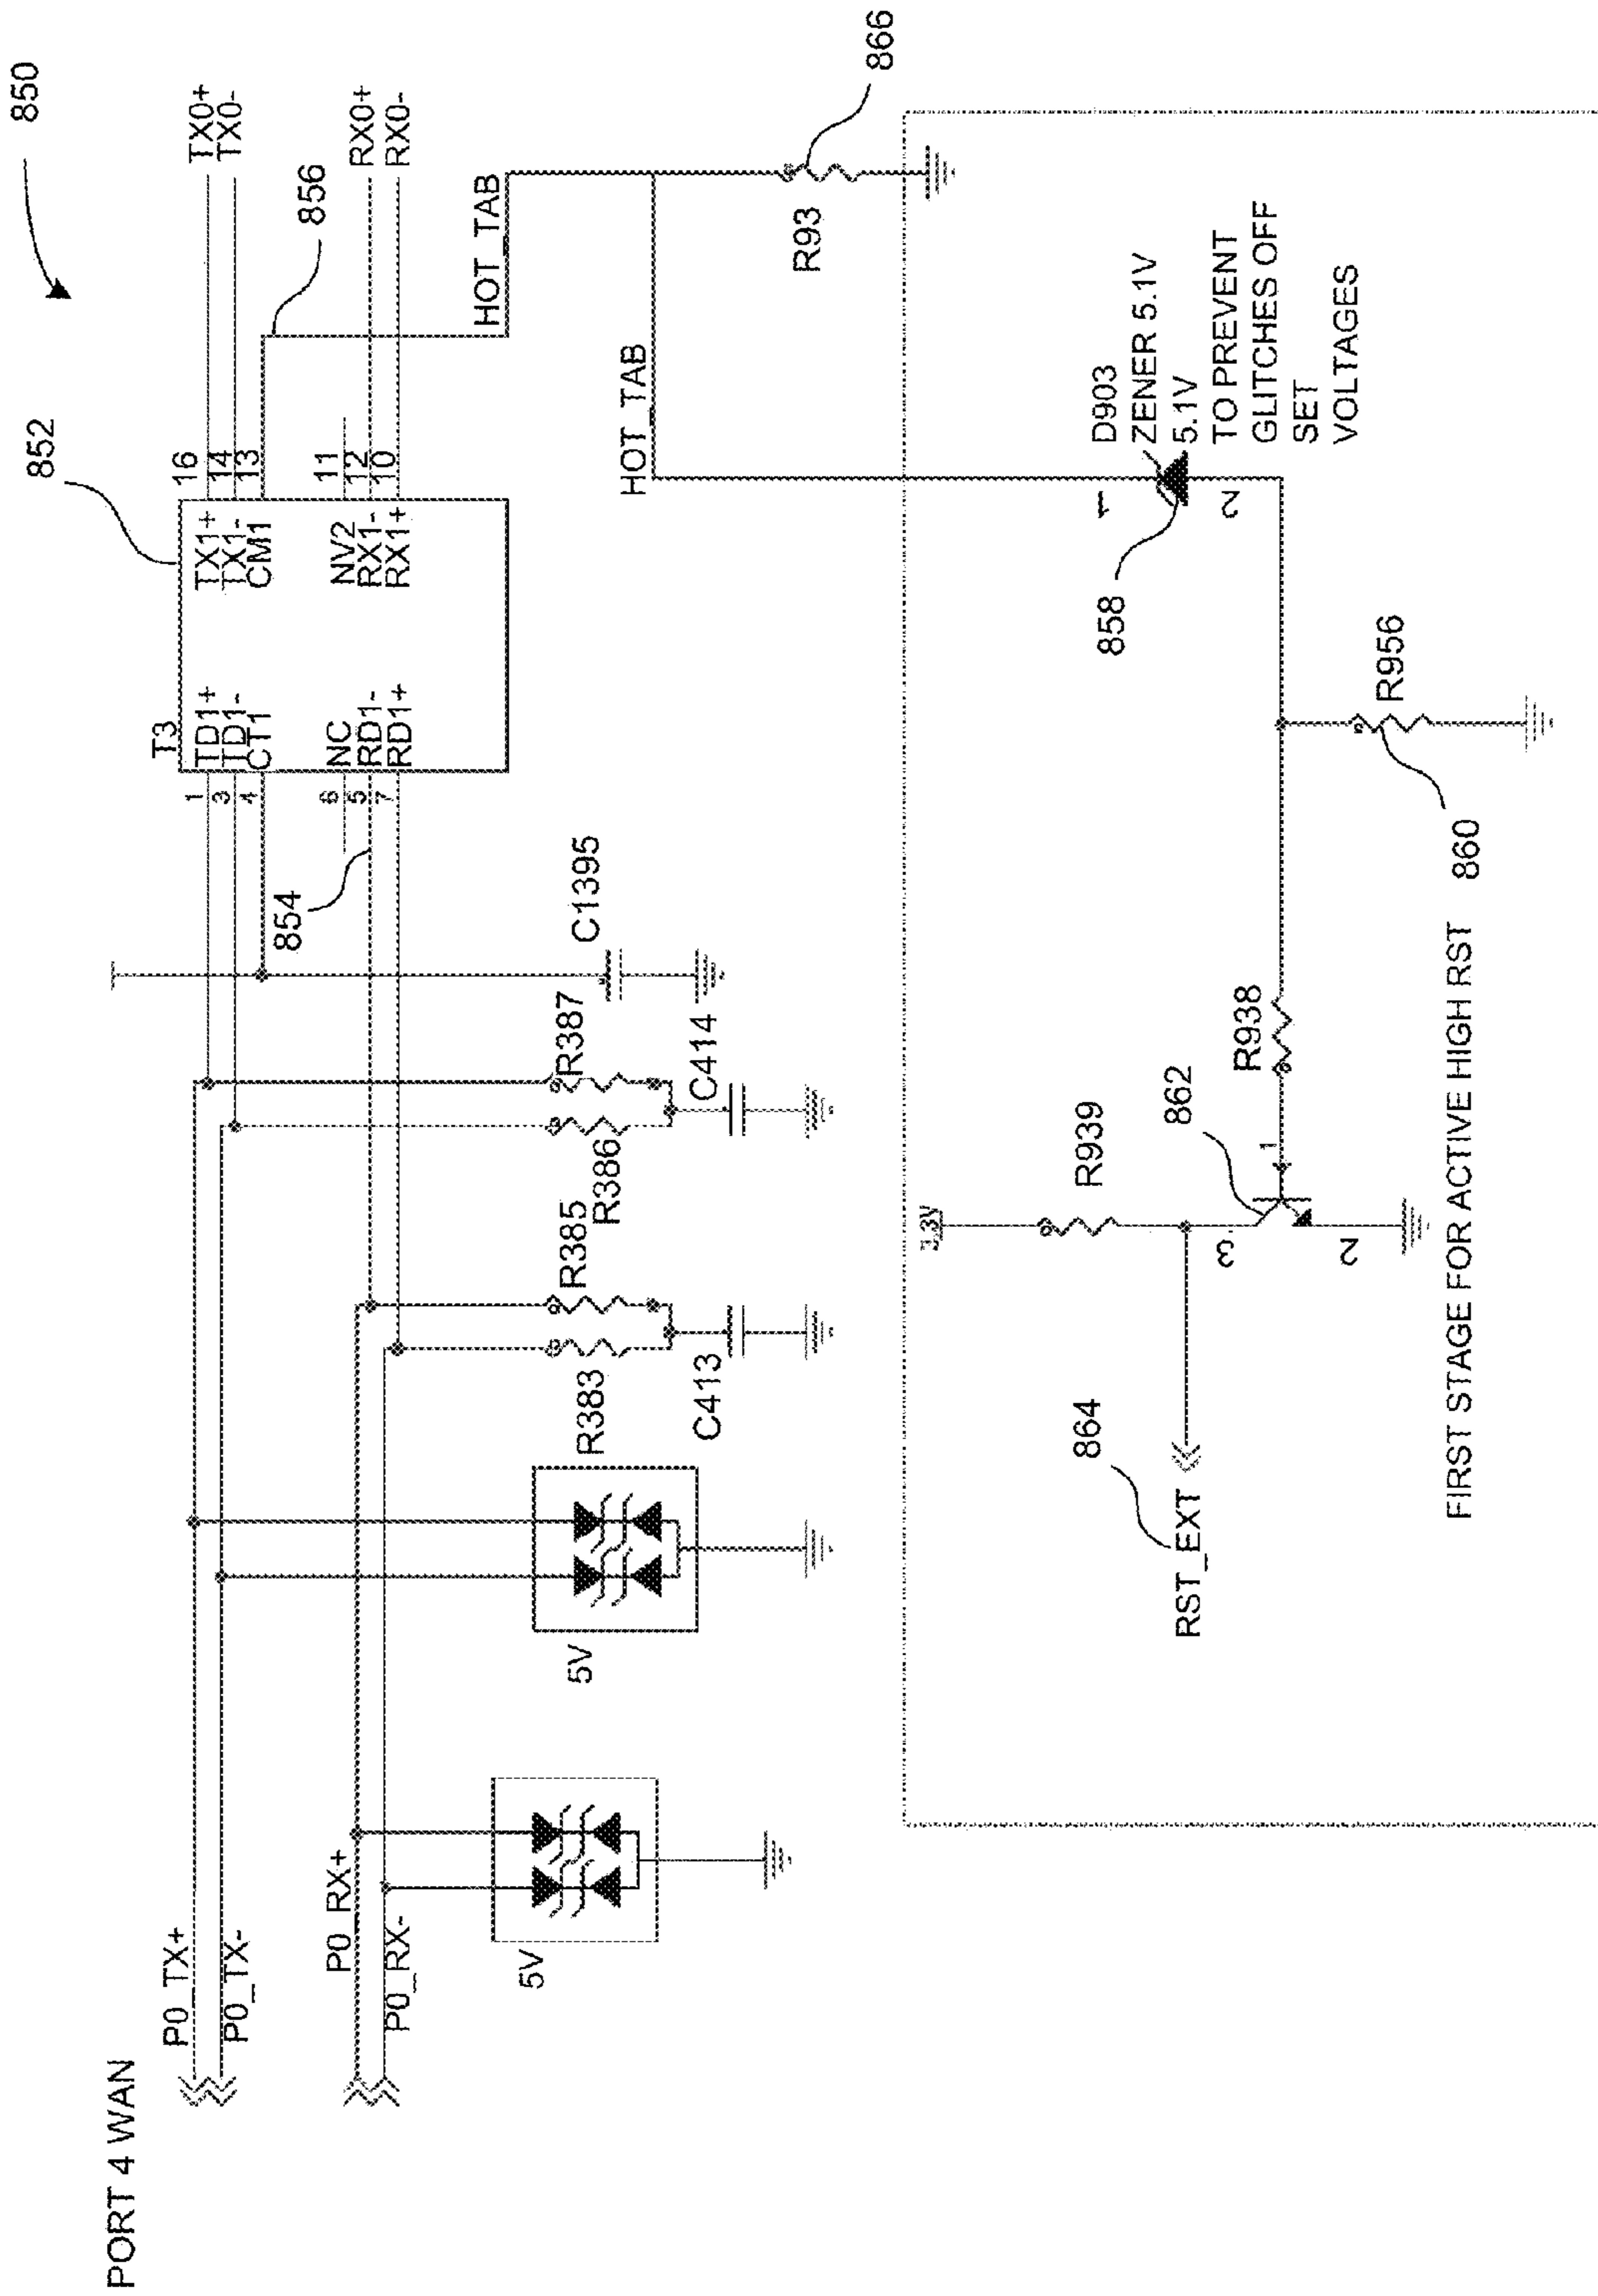 850
PORT 4 WAN
P0_TX+
P0_TX-
P0_RX+
P0_RX-
5V
5V
R383
R385
C413
R386
R387
C414
C1395
854
T3
852
1
3
4
6
5
7
TD1+
TD1-
CT1
NC
RD1-
RD1+
TX1+
TX1-
CM1
NV2
RX1-
RX1+
16
14
13
11
12
10
TX0+
TX0-
RX0+
RX0-
856
HOT_TAB
HOT_TAB
R93
866
D903
ZENER 5.1V
5.1V
TO PREVENT
GLITCHES OFF
SET
VOLTAGES
1
2
858
R956
860
R938
862
R939
1
3
2
864
RST_EXT
FIRST STAGE FOR ACTIVE HIGH RST